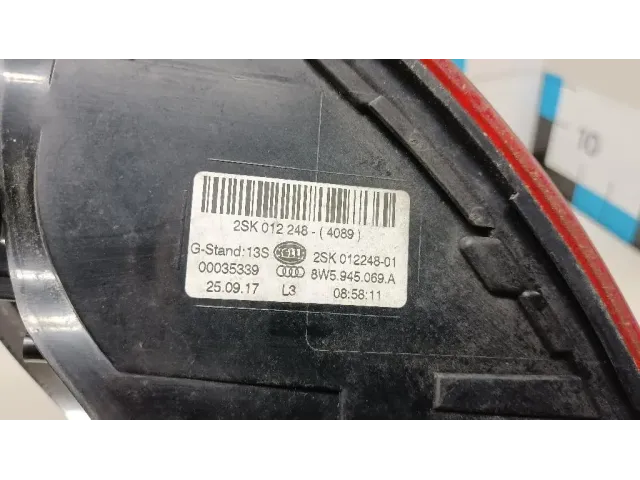 2SK 012 248 - ( 4089 )
G-Stand: 13S HELLA 2SK 012248-01
00035339 8W5.945.069.A
25.09.17 L3 08:58:11
10